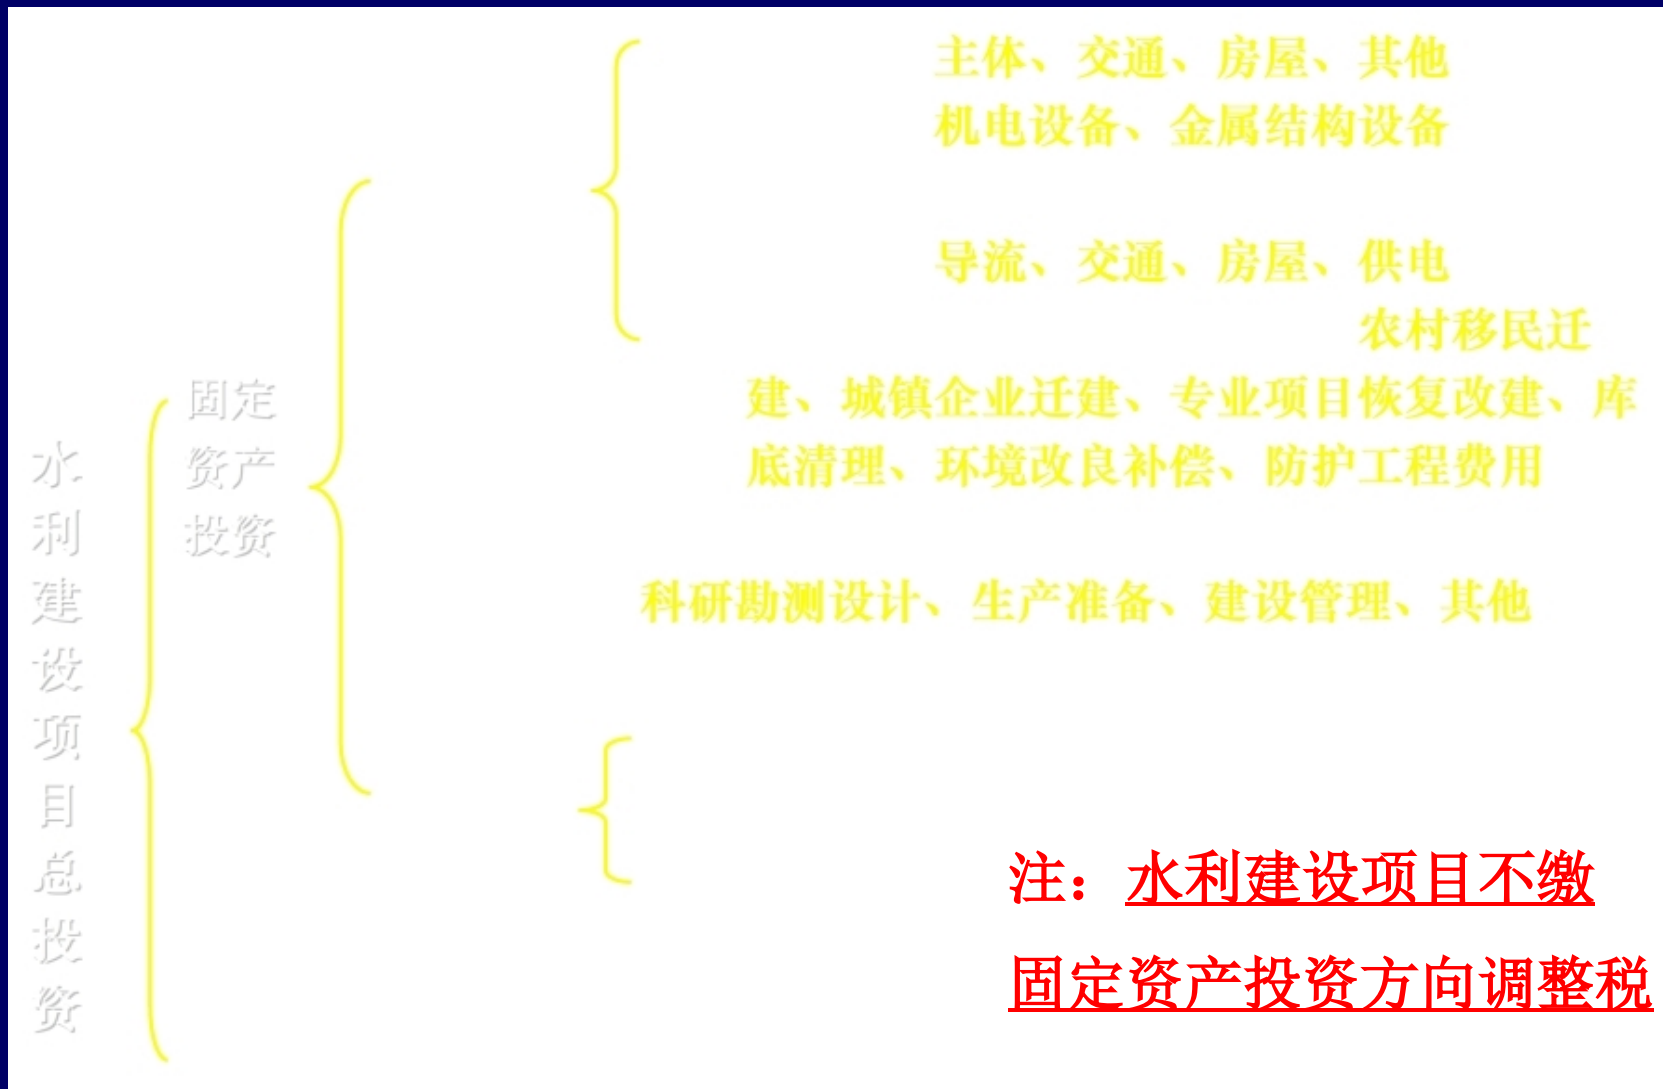 主体、交通、房屋、其他
机电设备、金属结构设备
导流、交通、房屋、供电
农村移民迁
建、城镇企业迁建、专业项目恢复改建、库
底清理、环境改良补偿、防护工程费用
科研勘测设计、生产准备、建设管理、其他
固定
资产
投资
水
利
建
设
项
目
总
投
资
注：水利建设项目不缴
固定资产投资方向调整税